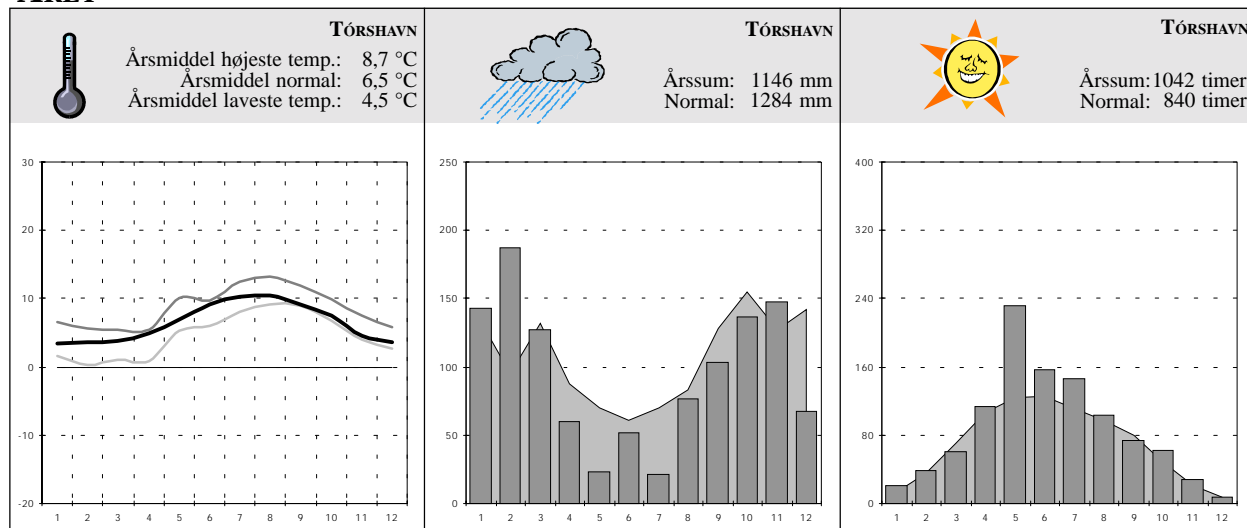 TÓRSHAVN
Årsmiddel højeste temp.: 8,7 °C
Årsmiddel normal: 6,5 °C
Årsmiddel laveste temp.: 4,5 °C
30
20
10
0
-10
-20
1 2 3 4 5 6 7 8 9 10 11 12
TÓRSHAVN
Årssum: 1146 mm
Normal: 1284 mm
250
200
150
100
50
0
1 2 3 4 5 6 7 8 9 10 11 12
TÓRSHAVN
Årssum: 1042 timer
Normal: 840 timer
400
320
240
160
80
0
1 2 3 4 5 6 7 8 9 10 11 12